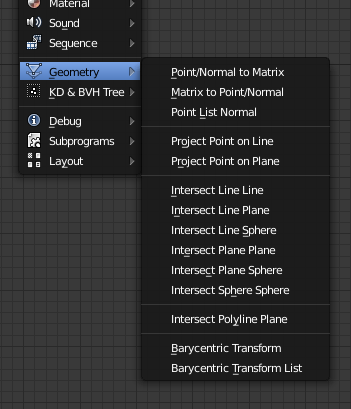 Material
Sound
Sequence
Geometry
KD & BVH Tree
Debug
Subprograms
Layout
Point/Normal to Matrix
Matrix to Point/Normal
Point List Normal
Project Point on Line
Project Point on Plane
Intersect Line Line
Intersect Line Plane
Intersect Line Sphere
Intersect Plane Plane
Intersect Plane Sphere
Intersect Sphere Sphere
Intersect Polyline Plane
Barycentric Transform
Barycentric Transform List